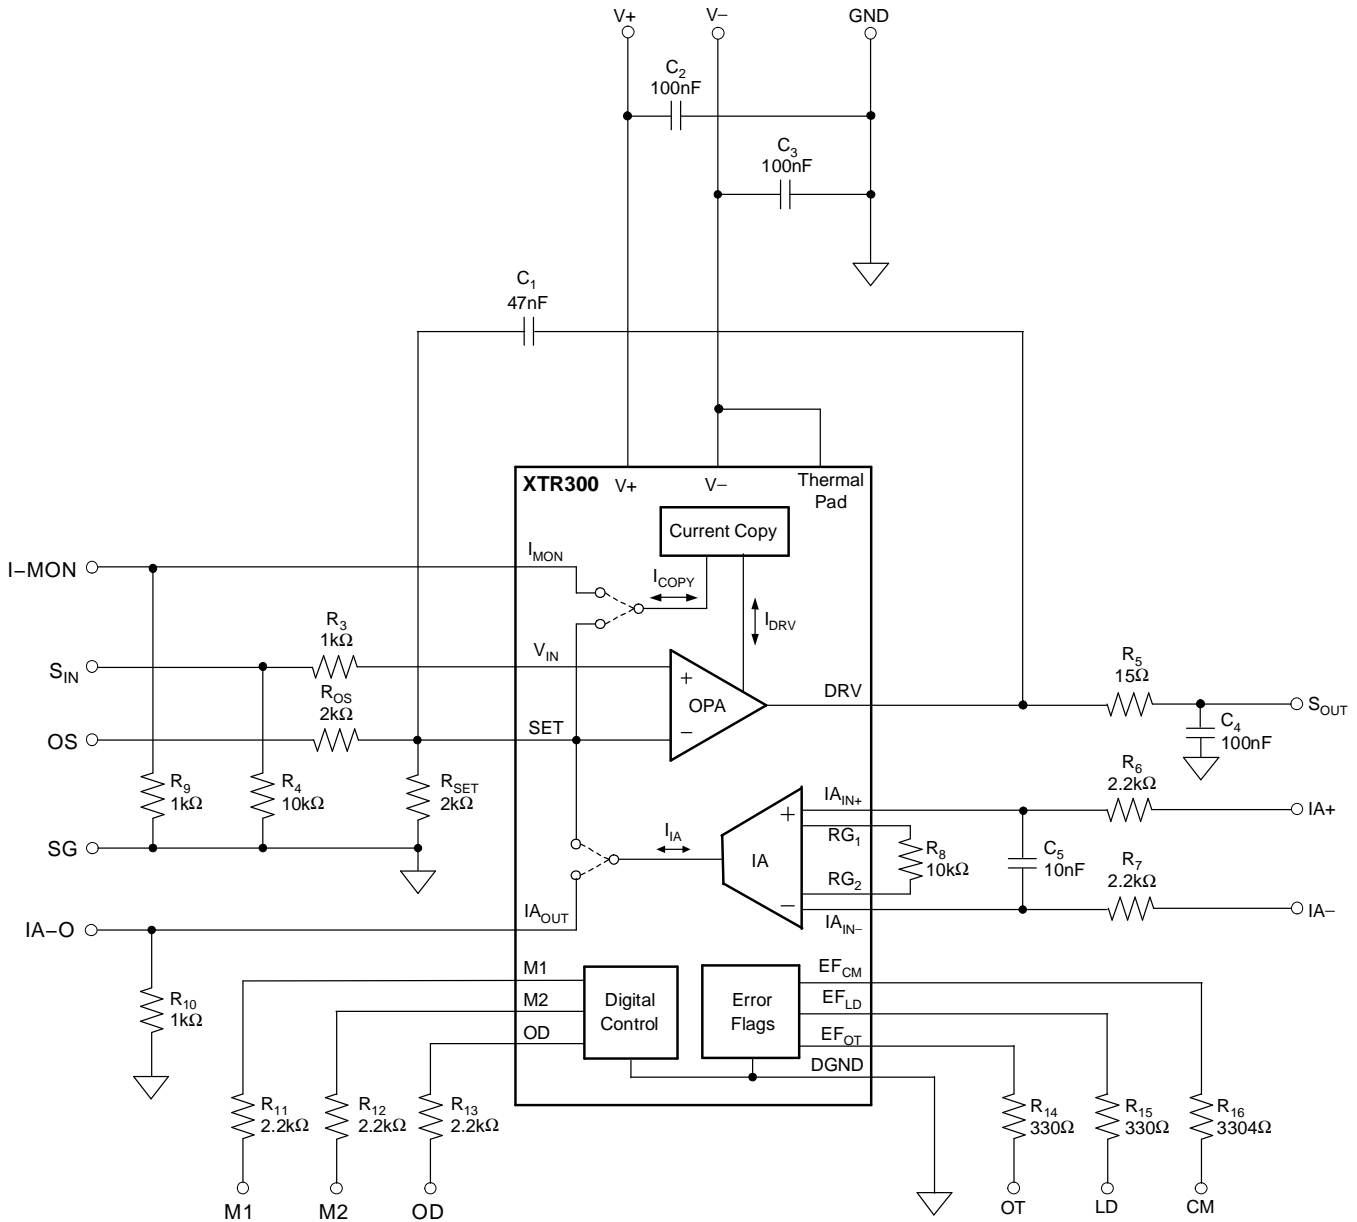 V+
V−
GND
C2
100nF
C3
100nF
C1
47nF
XTR300
V+
V−
Thermal
Pad
Current Copy
I−MON
IMON
ICOPY
IDRV
R3
1kΩ
SIN
VIN
ROS
2kΩ
OS
SET
+
OPA
−
DRV
R5
15Ω
SOUT
C4
100nF
R9
1kΩ
R4
10kΩ
RSET
2kΩ
SG
IIA
+
IA
−
IAIN+
RG1
R8
10kΩ
RG2
IAIN−
C5
10nF
R6
2.2kΩ
IA+
R7
2.2kΩ
IA−
IA−O
IAOUT
R10
1kΩ
M1
M2
OD
Digital
Control
Error
Flags
EFCM
EFLD
EFOT
DGND
R11
2.2kΩ
R12
2.2kΩ
R13
2.2kΩ
R14
330Ω
R15
330Ω
R16
3304Ω
M1
M2
OD
OT
LD
CM